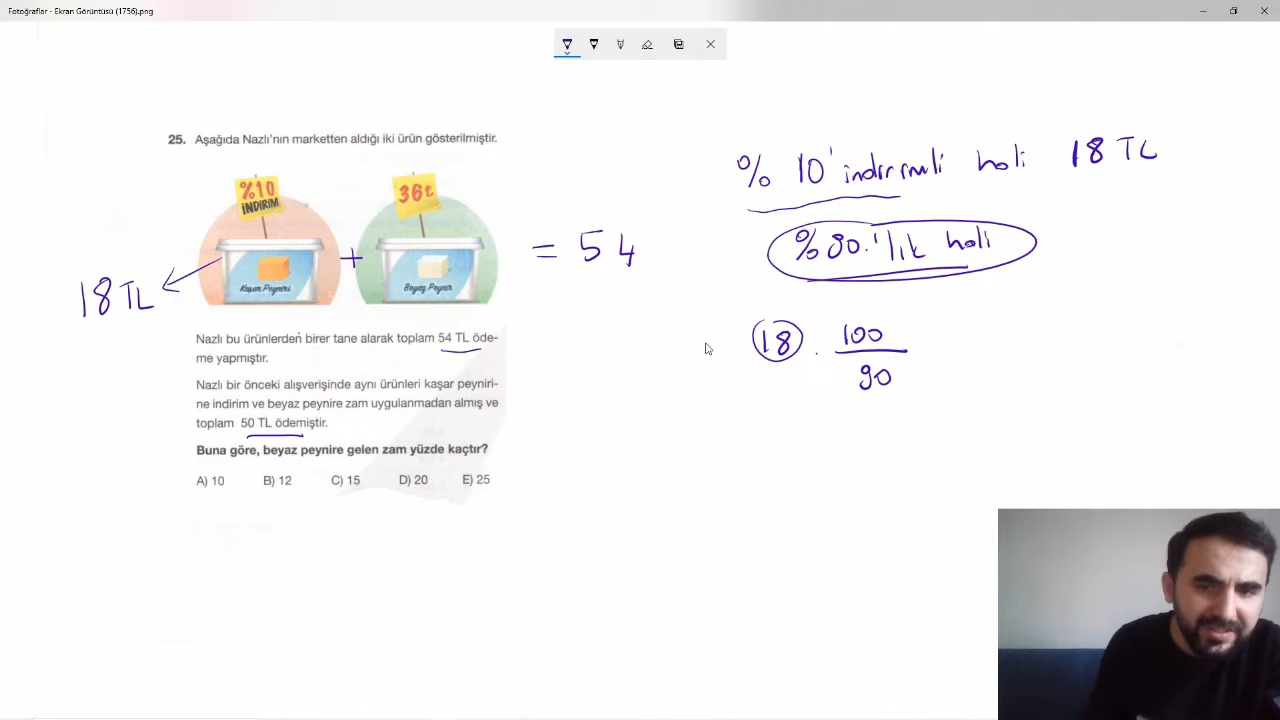 Fotoğraflar - Ekran Görüntüsü (1756).png
25. Aşağıda Nazlı'nın marketten aldığı iki ürün gösterilmiştir.
%10
İNDİRİM
36₺
Kaşar Peyniri
+
Beyaz Peynir
= 54
18 TL
Nazlı bu ürünlerden birer tane alarak toplam 54 TL öde-
me yapmıştır.
Nazlı bir önceki alışverişinde aynı ürünleri kaşar peyniri-
ne indirim ve beyaz peynire zam uygulanmadan almış ve
toplam 50 TL ödemiştir.
Buna göre, beyaz peynire gelen zam yüzde kaçtır?
A) 10 B) 12 C) 15 D) 20 E) 25
% 10' indirimli hali 18 TL
%90.'lık hali
18 . 100
90